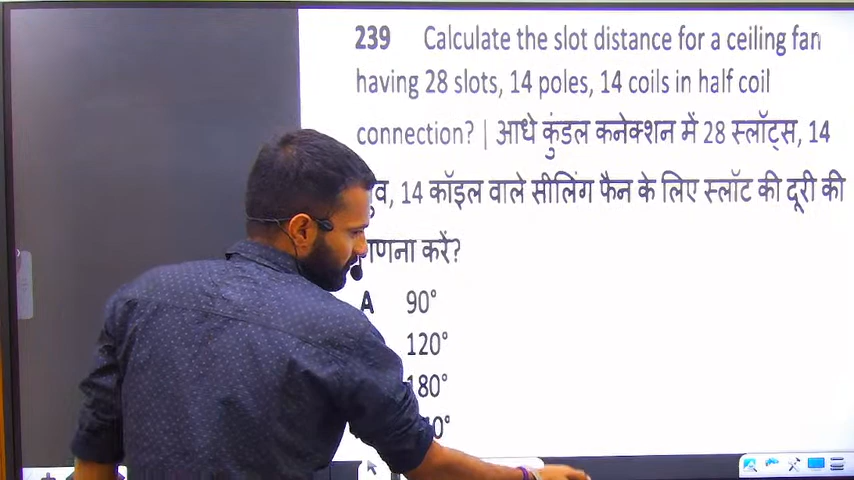 239 Calculate the slot distance for a ceiling fan
having 28 slots, 14 poles, 14 coils in half coil
connection? | आधे कुंडल कनेक्शन में 28 स्लॉट्स, 14
14 कॉइल वाले सीलिंग फैन के लिए स्लॉट की दूरी की
करें?
A 90°
120°
180°